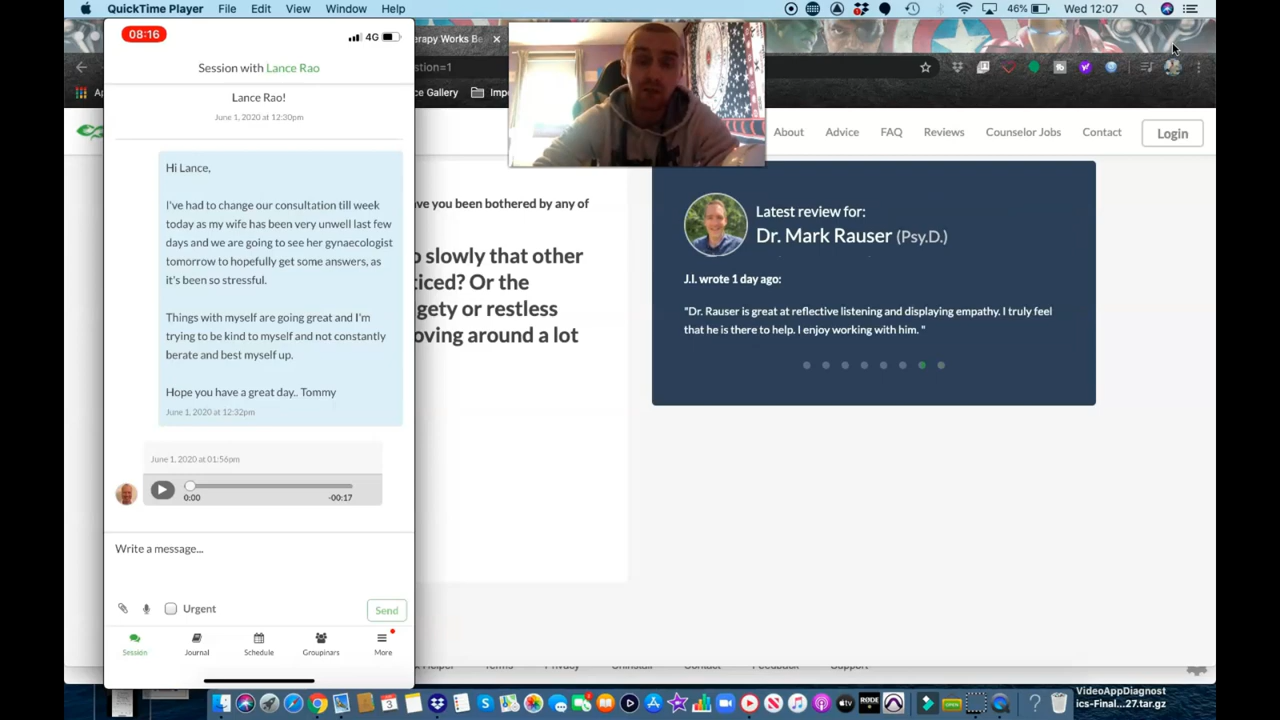 QuickTime Player File Edit View Window Help
46% Wed 12:07
08:16
4G
Session with Lance Rao
Lance Rao!
June 1, 2020 at 12:30pm
Hi Lance,
I've had to change our consultation till week
today as my wife has been very unwell last few
days and we are going to see her gynaecologist
tomorrow to hopefully get some answers, as
it's been so stressful.
Things with myself are going great and I'm
trying to be kind to myself and not constantly
berate and best myself up.
Hope you have a great day.. Tommy
June 1, 2020 at 12:32pm
June 1, 2020 at 01:56pm
0:00 -00:17
Write a message...
Urgent
Send
Session Journal Schedule Groupinars More
erapy Works Be
stion=1
ce Gallery
About Advice FAQ Reviews Counselor Jobs Contact Login
ve you been bothered by any of
o slowly that other
ticed? Or the
gety or restless
oving around a lot
Latest review for:
Dr. Mark Rauser (Psy.D.)
J.I. wrote 1 day ago:
"Dr. Rauser is great at reflective listening and displaying empathy. I truly feel
that he is there to help. I enjoy working with him. "
VideoAppDiagnost
ics-Final...27.tar.gz